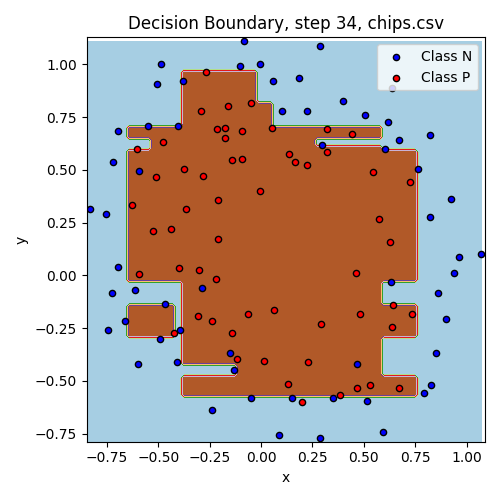 Decision Boundary, step 34, chips.csv
Class N
Class P
1.00
0.75
0.50
0.25
0.00
−0.25
−0.50
−0.75
y
−0.75 −0.50 −0.25 0.00 0.25 0.50 0.75 1.00
x